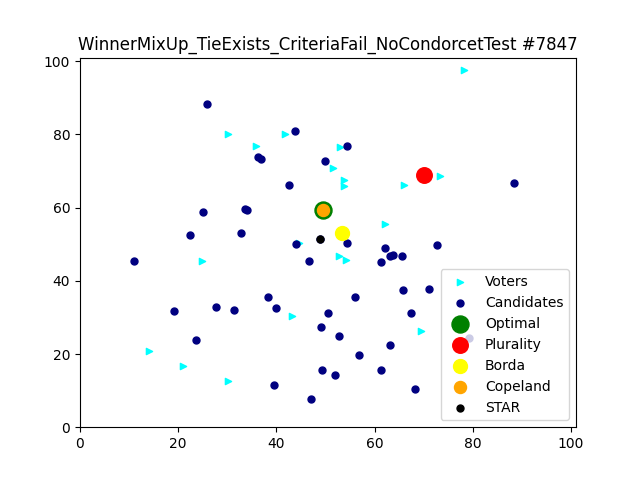 WinnerMixUp_TieExists_CriteriaFail_NoCondorcetTest #7847
100
80
60
40
20
0
Voters
Candidates
Optimal
Plurality
Borda
Copeland
STAR
0 20 40 60 80 100